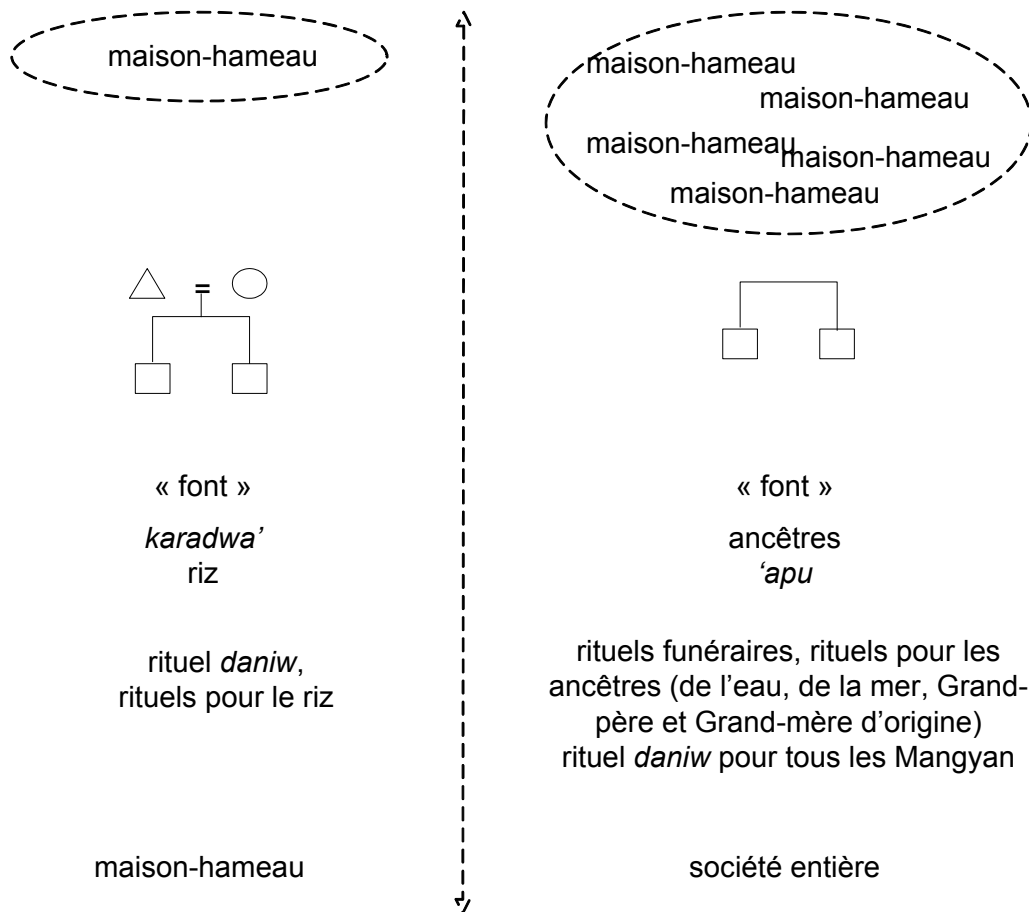 maison-hameau
« font »
karadwa’
riz
rituel daniw,
rituels pour le riz
maison-hameau
maison-hameau
maison-hameau
maison-hameau
maison-hameau
maison-hameau
=
« font »
ancêtres
‘apu
rituels funéraires, rituels pour les
ancêtres (de l’eau, de la mer, Grand-
père et Grand-mère d’origine)
rituel daniw pour tous les Mangyan
société entière